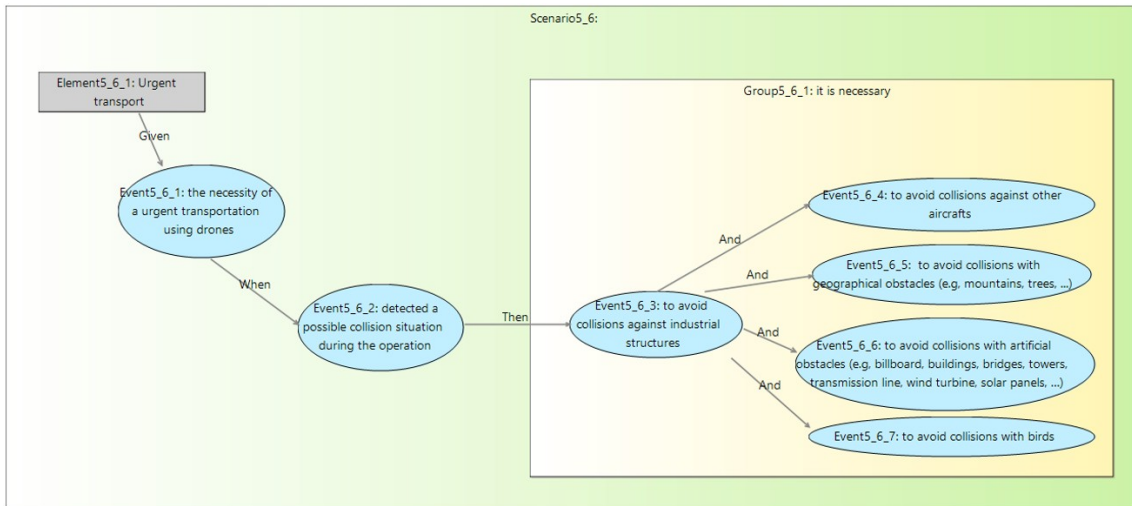 Scenario5_6:
Element5_6_1: Urgent
transport
Given
Event5_6_1: the necessity of
a urgent transportation
using drones
When
Event5_6_2: detected a
possible collision situation
during the operation
Then
Group5_6_1: it is necessary
Event5_6_3: to avoid
collisions against industrial
structures
And
Event5_6_4: to avoid collisions against other
aircrafts
And
Event5_6_5:  to avoid collisions with
geographical obstacles (e.g, mountains, trees, ...)
And
Event5_6_6: to avoid collisions with artificial
obstacles (e.g, billboard, buildings, bridges, towers,
transmission line, wind turbine, solar panels, ...)
And
Event5_6_7: to avoid collisions with birds